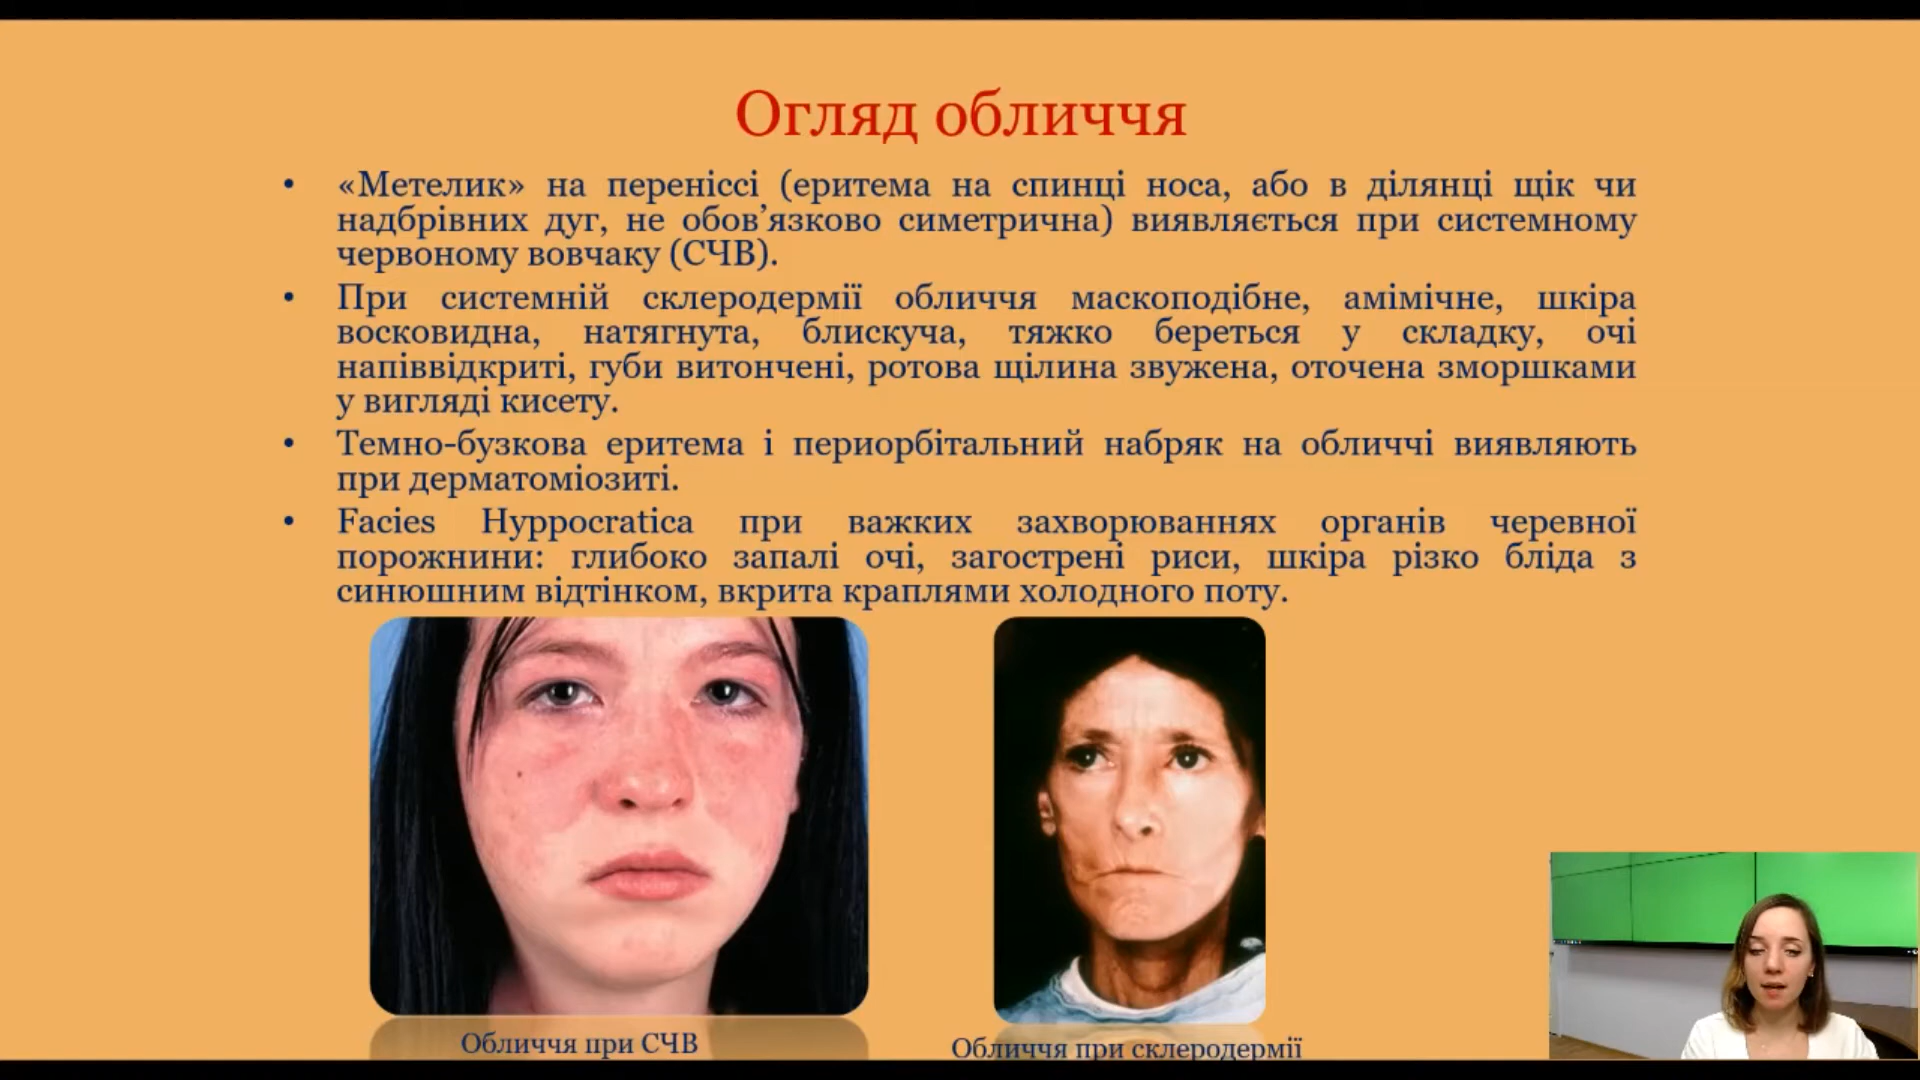 Огляд обличчя
• «Метелик» на переніссі (еритема на спинці носа, або в ділянці щік чи
надбрівних дуг, не обов’язково симетрична) виявляється при системному
червоному вовчаку (СЧВ).
• При системній склеродермії обличчя маскоподібне, амімічне, шкіра
восковидна, натягнута, блискуча, тяжко береться у складку, очі
напіввідкриті, губи витончені, ротова щілина звужена, оточена зморшками
у вигляді кисету.
• Темно-бузкова еритема і периорбітальний набряк на обличчі виявляють
при дерматоміозиті.
• Facies Hyppocratica при важких захворюваннях органів черевної
порожнини: глибоко запалі очі, загострені риси, шкіра різко бліда з
синюшним відтінком, вкрита краплями холодного поту.
Обличчя при СЧВ
Обличчя при склеродермії